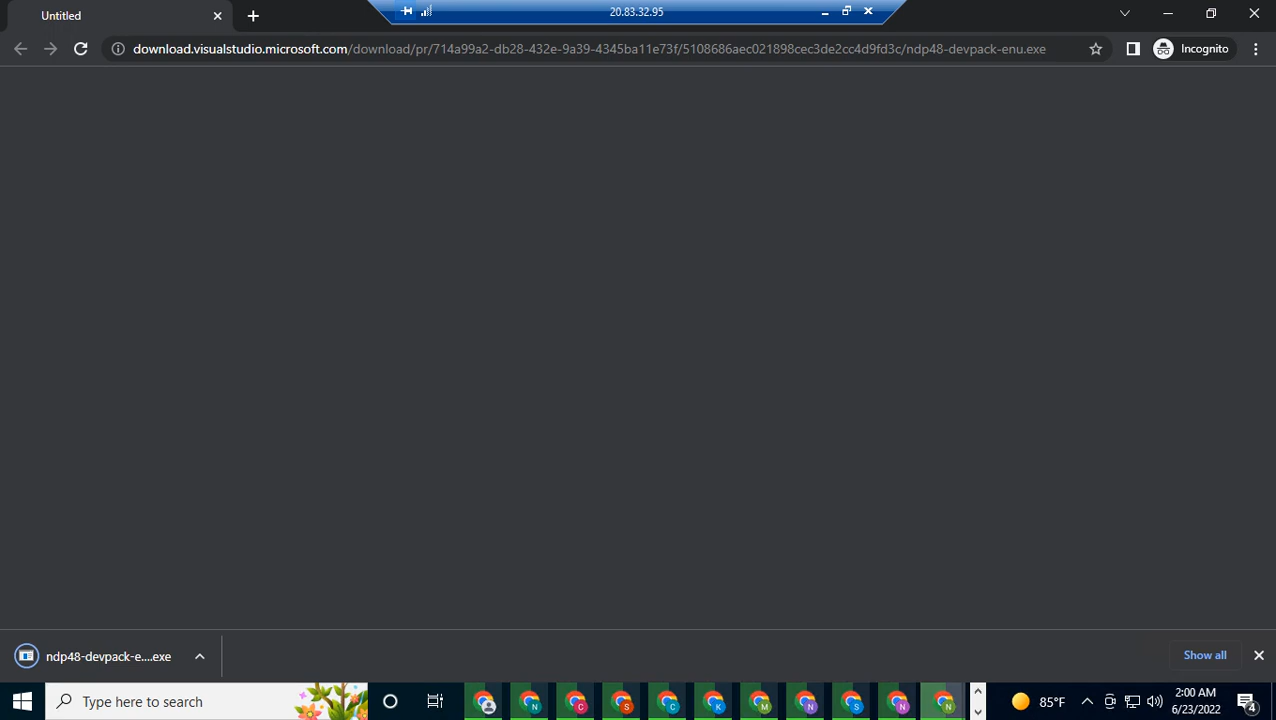 Untitled
20.83.32.95
download.visualstudio.microsoft.com/download/pr/714a99a2-db28-432e-9a39-4345ba11e73f/5108686aec021898cec3de2cc4d9fd3c/ndp48-devpack-enu.exe
Incognito
ndp48-devpack-e....exe
Show all
Type here to search
N
C
S
C
K
M
N
S
N
N
85°F
2:00 AM
6/23/2022
4